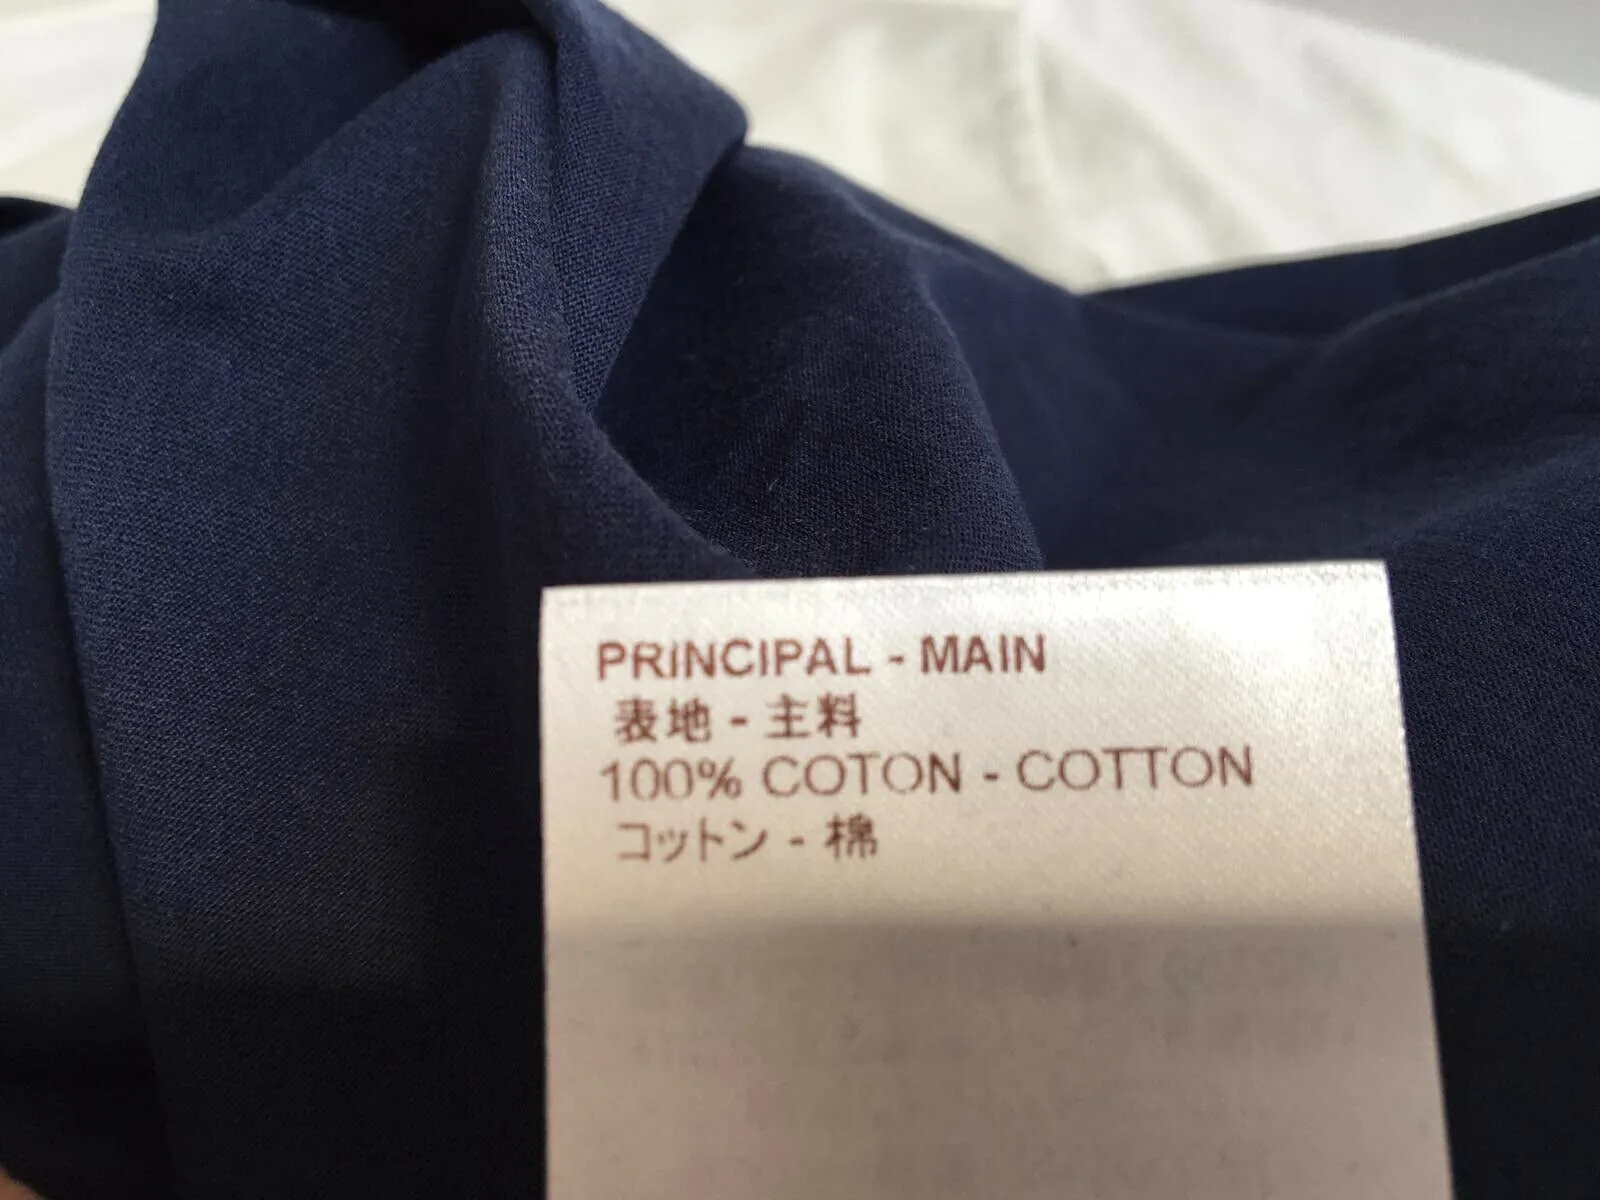 PRINCIPAL - MAIN
表地 - 主料
100% COTON - COTTON
コットン - 棉